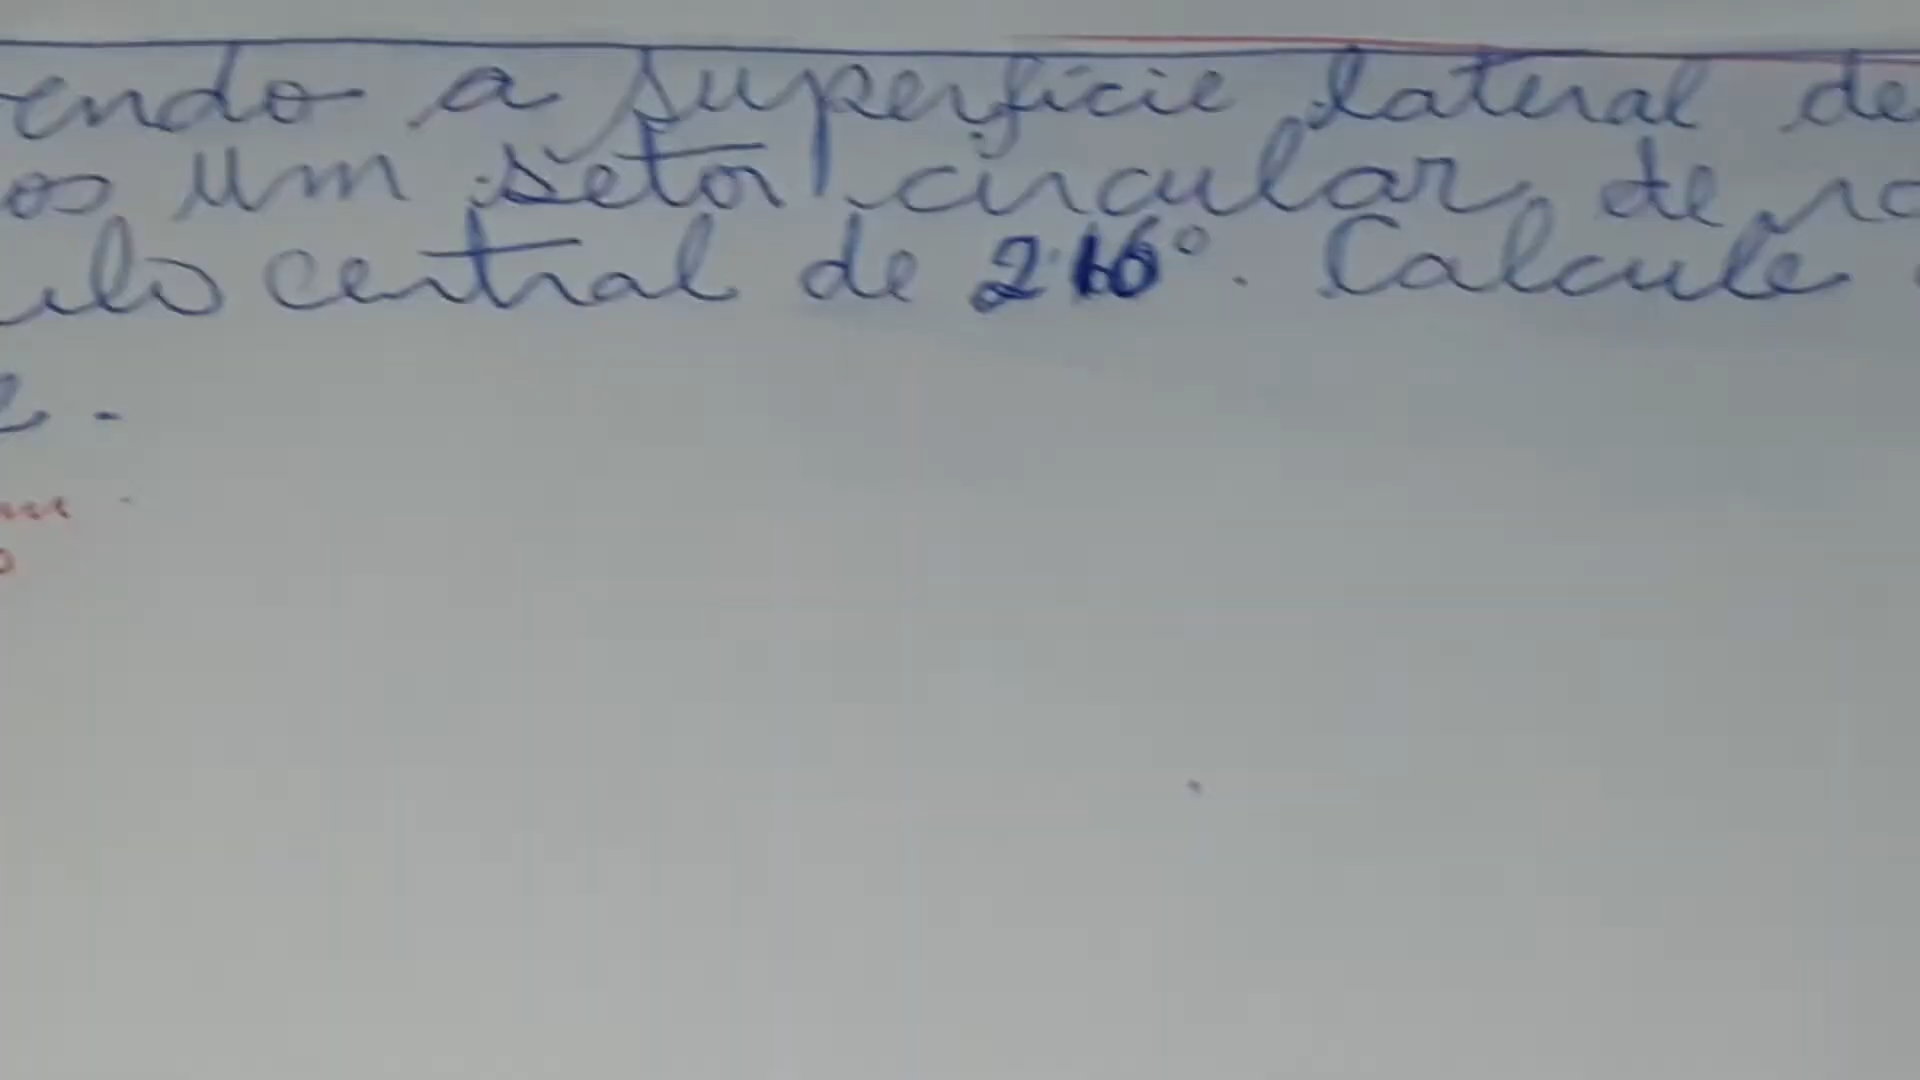 endo a superfície lateral de
os um setor circular, de
ulo central de 216°. Calcule